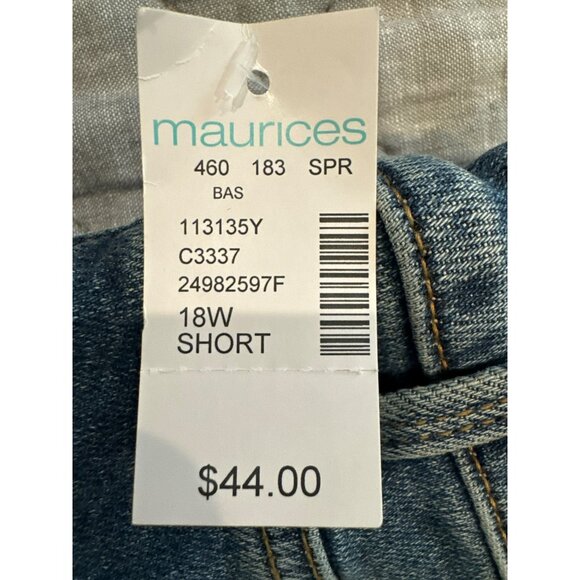 maurices
460 183 SPR
BAS
113135Y
C3337
24982597F
18W
SHORT
$44.00